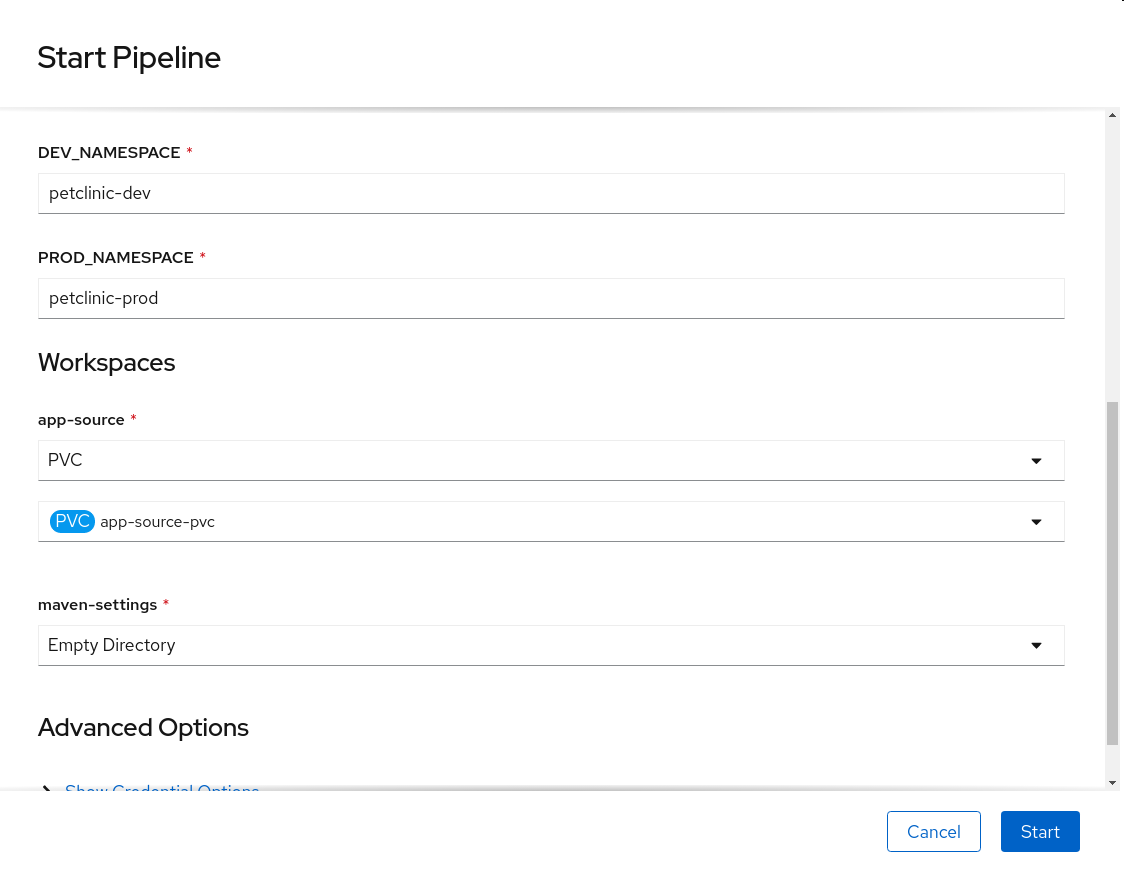 Start Pipeline
DEV_NAMESPACE *
petclinic-dev
PROD_NAMESPACE *
petclinic-prod
Workspaces
app-source *
PVC
PVC app-source-pvc
maven-settings *
Empty Directory
Advanced Options
Show Credential Options
Cancel
Start